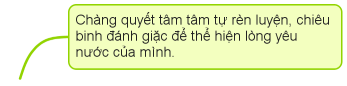 Chàng quyết tâm tâm tự rèn luyện, chiêu
binh đánh giặc để thể hiện lòng yêu
nước của mình.